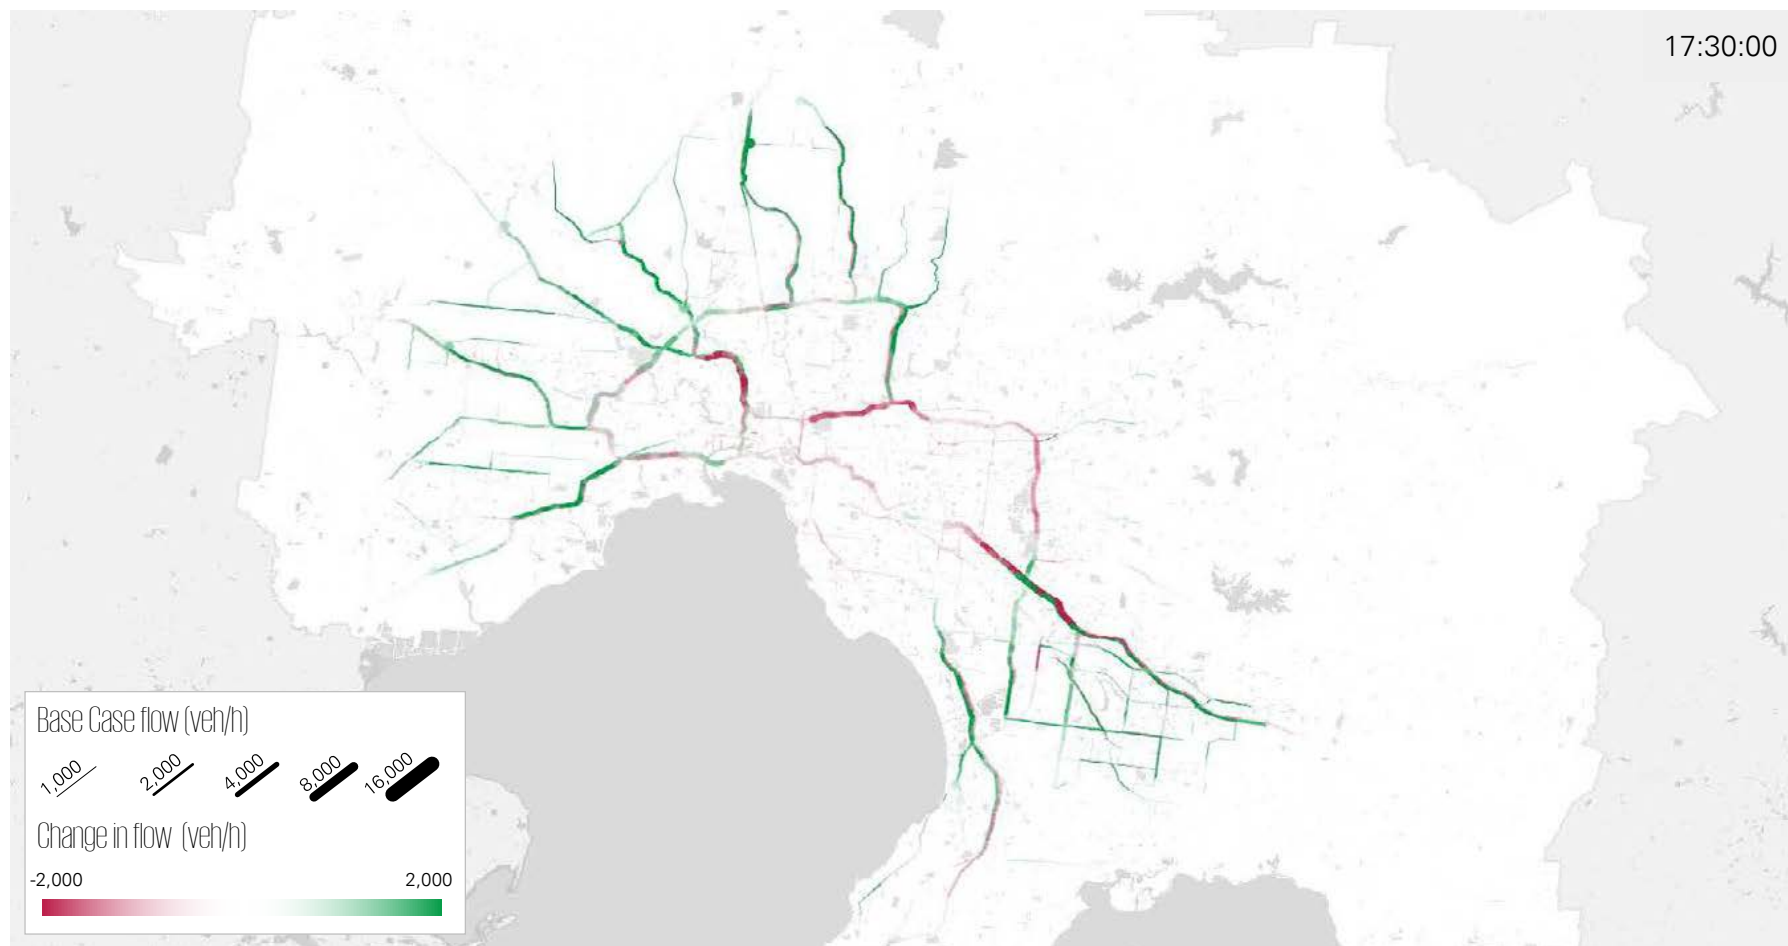 17:30:00
Base Case flow (veh/h)
1,000 2,000 4,000 8,000 16,000
Change in flow (veh/h)
-2,000 2,000